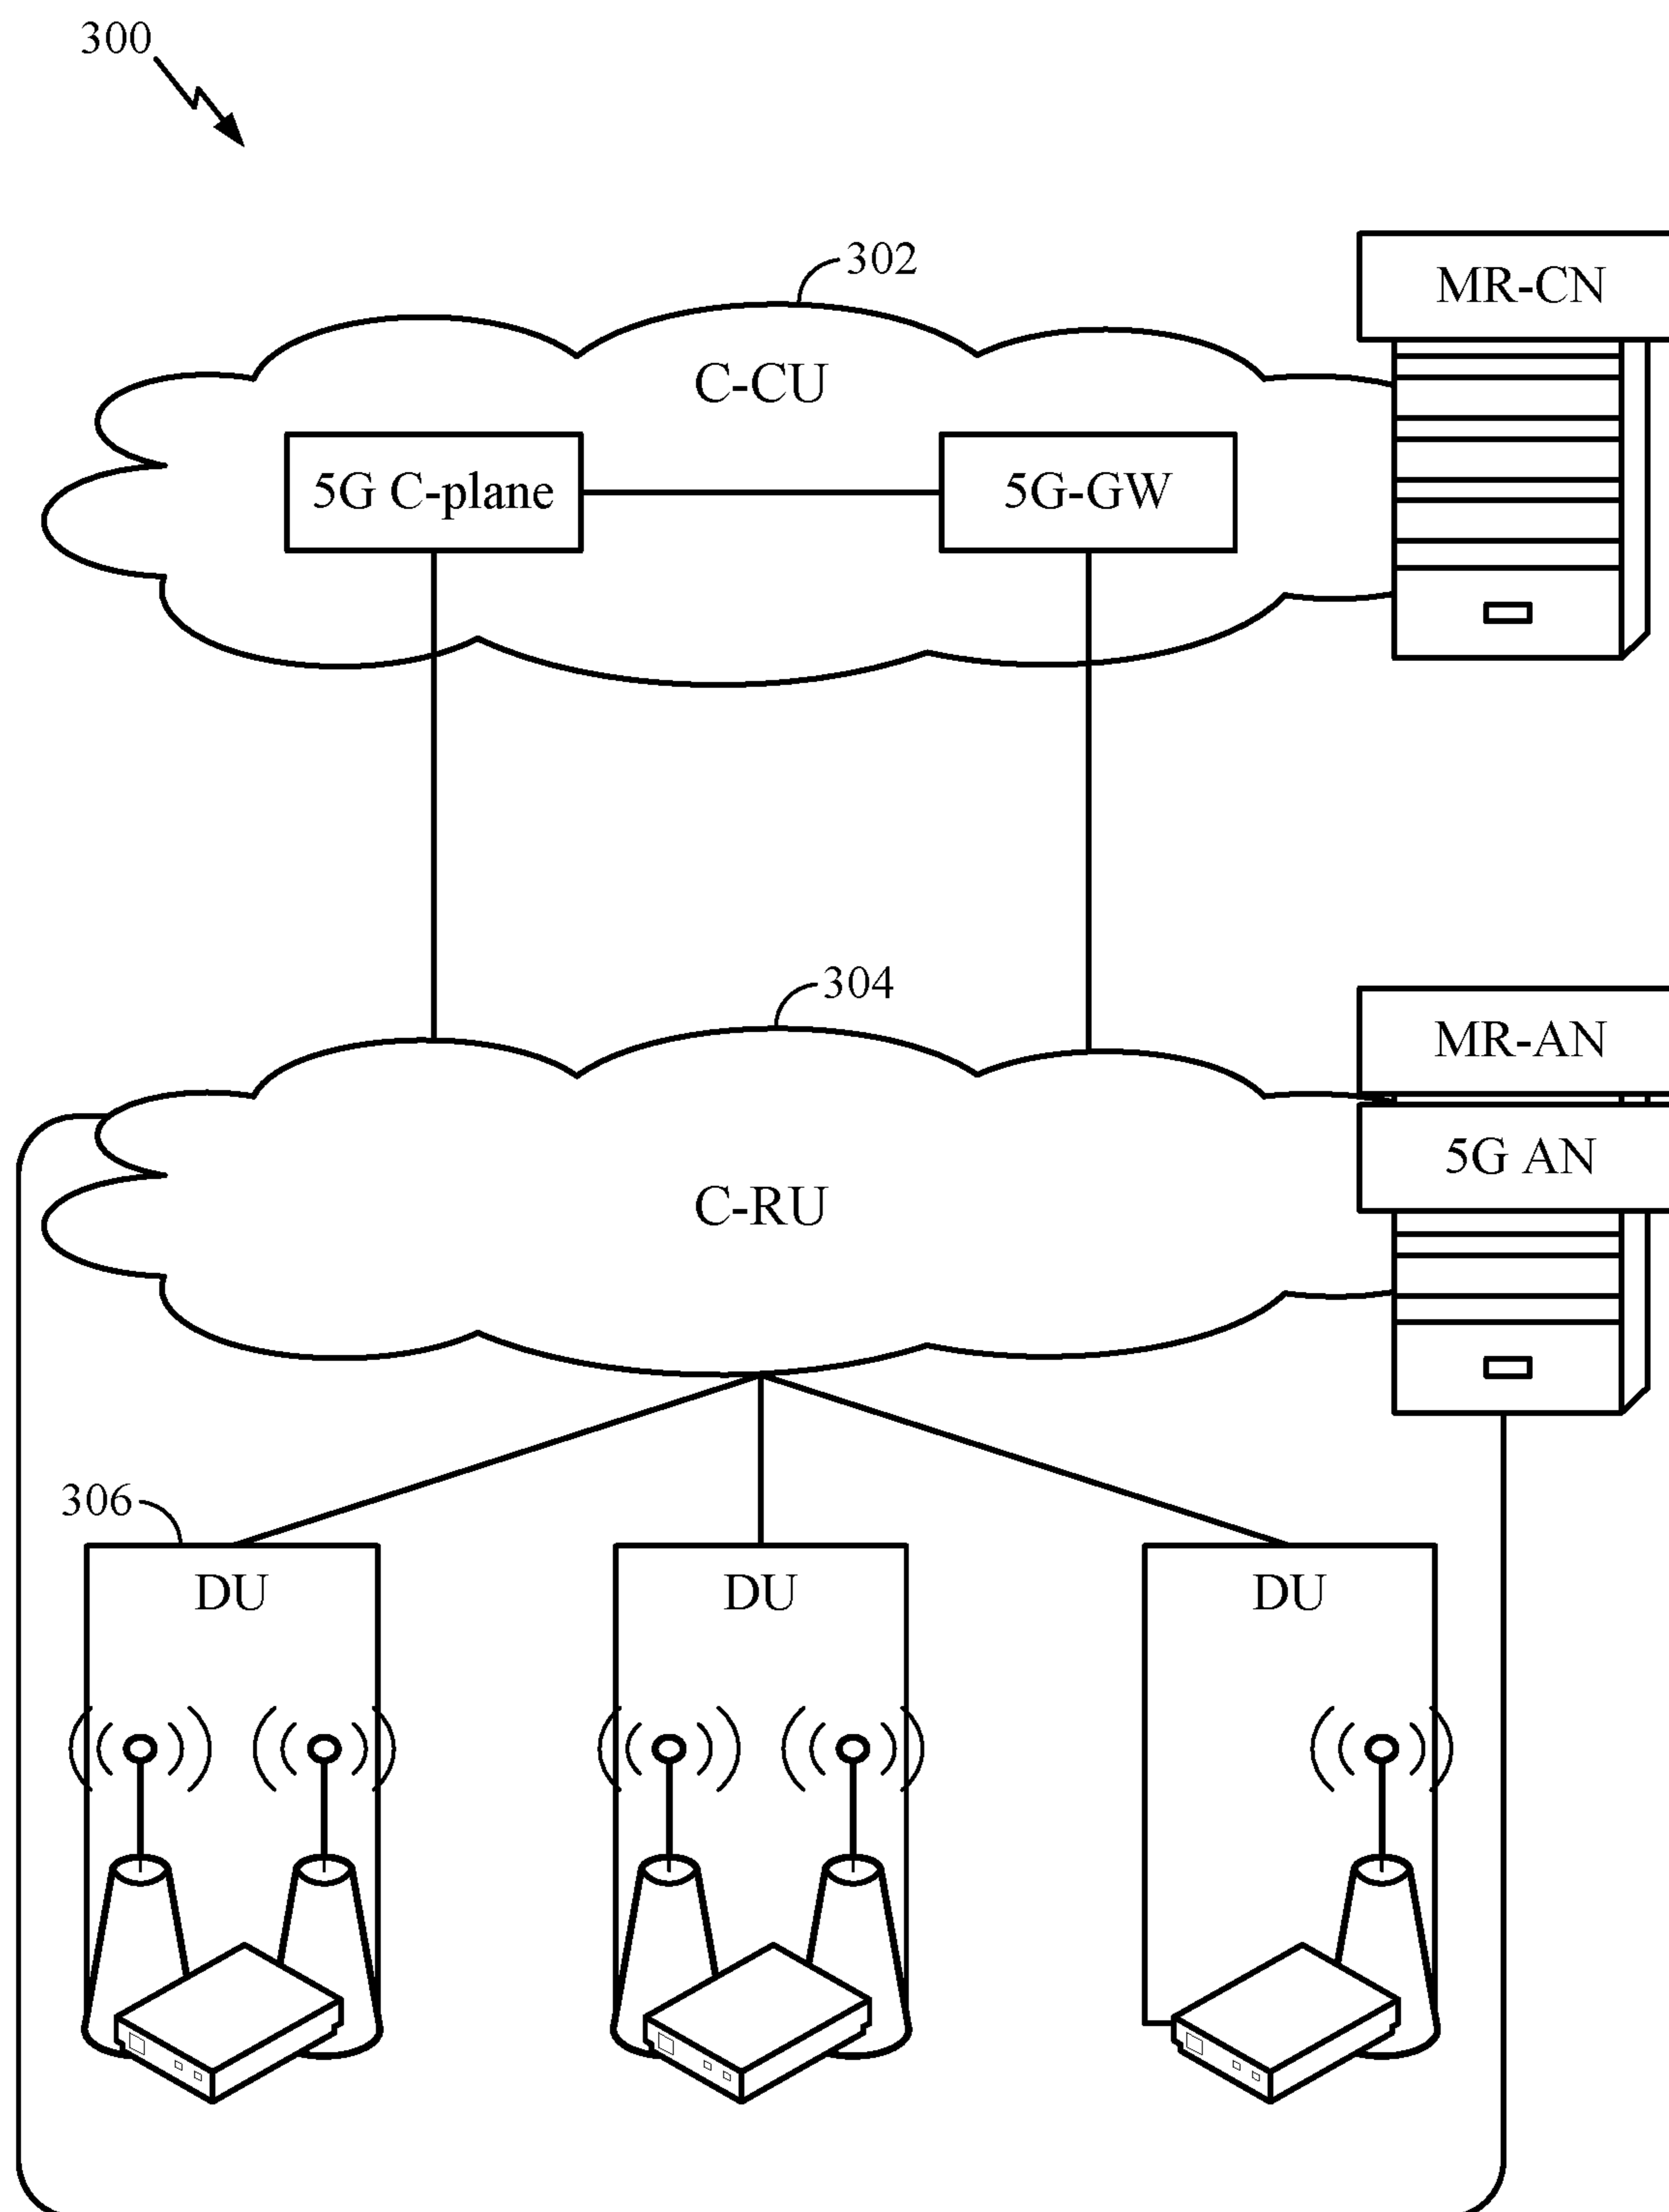 300
302
MR-CN
C-CU
5G C-plane
5G-GW
304
MR-AN
5G AN
C-RU
306
DU
DU
DU